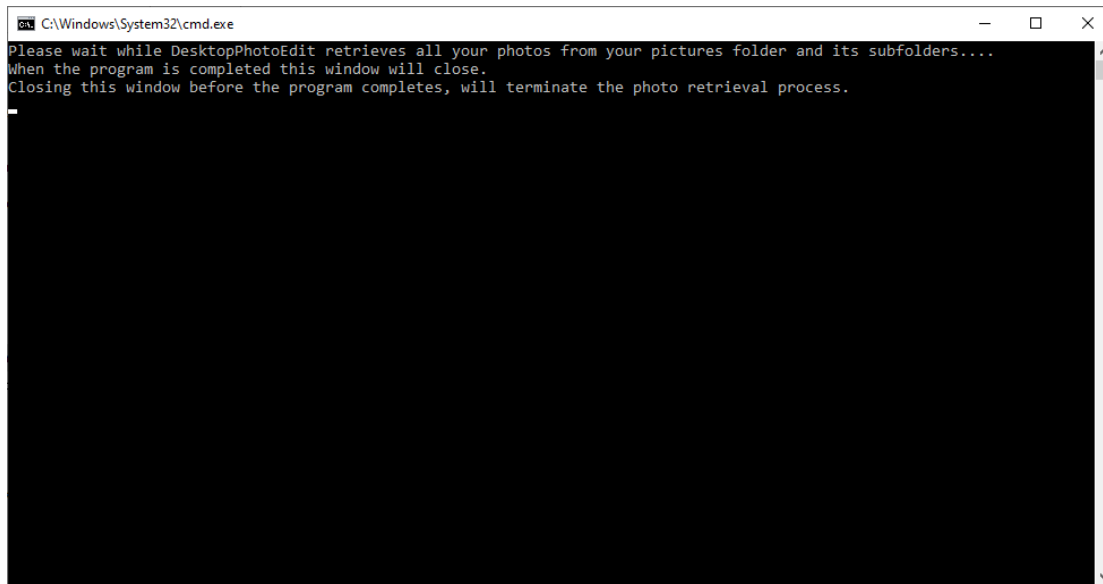 C:\Windows\System32\cmd.exe
Please wait while DesktopPhotoEdit retrieves all your photos from your pictures folder and its subfolders....
When the program is completed this window will close.
Closing this window before the program completes, will terminate the photo retrieval process.